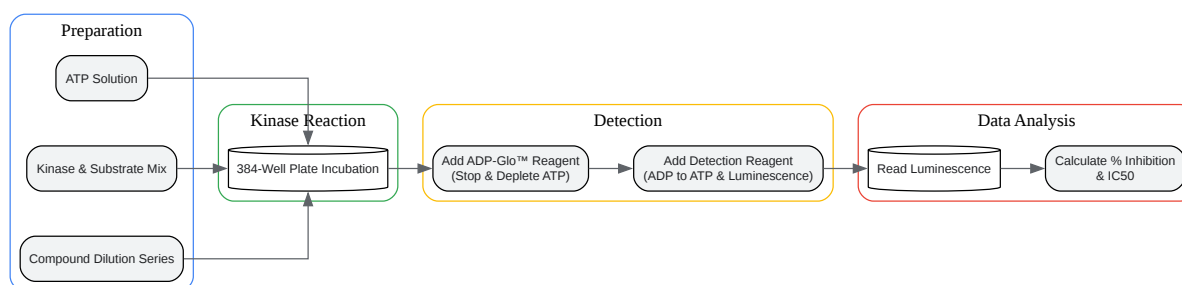 Preparation
ATP Solution
Kinase & Substrate Mix
Compound Dilution Series
Kinase Reaction
384-Well Plate Incubation
Detection
Add ADP-Glo™ Reagent
(Stop & Deplete ATP)
Add Detection Reagent
(ADP to ATP & Luminescence)
Data Analysis
Read Luminescence
Calculate % Inhibition
& IC50